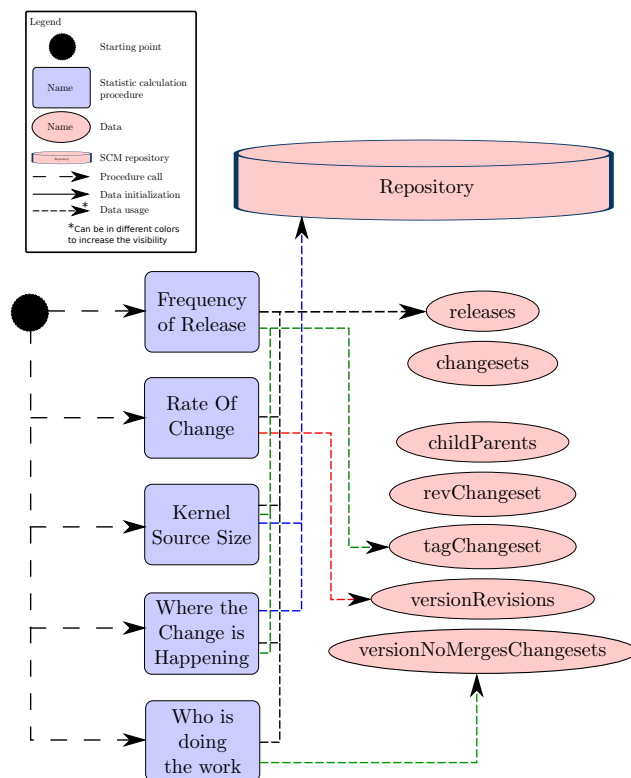 Legend
Starting point
Name
Statistic calculation
procedure
Name
Data
Repository
SCM repository
Procedure call
Data initialization
*
Data usage
*Can be in different colors
to increase the visibility
Repository
Frequency
of Release
releases
changesets
Rate Of
Change
childParents
revChangeset
Kernel
Source Size
tagChangeset
versionRevisions
Where the
Change is
Happening
versionNoMergesChangesets
Who is
doing
the work